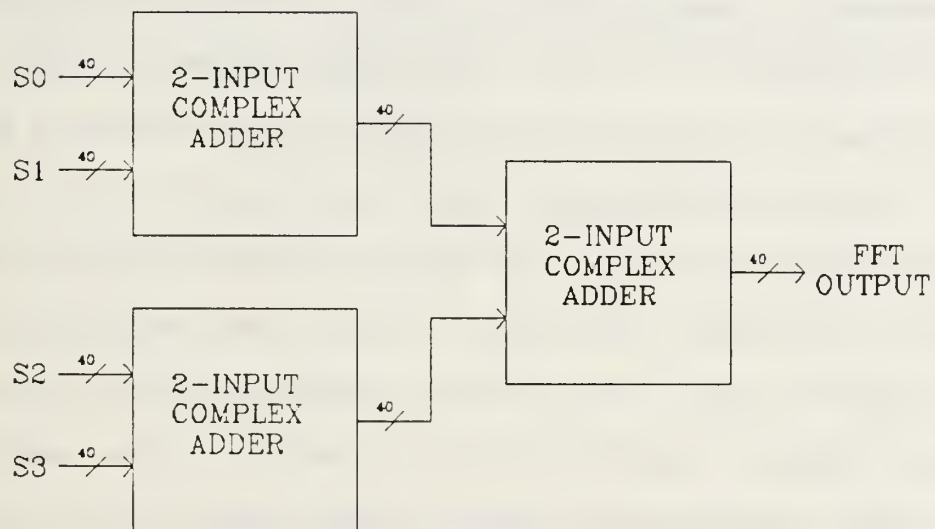 S0
40
S1
40
2-INPUT
COMPLEX
ADDER
40
S2
40
S3
40
2-INPUT
COMPLEX
ADDER
40
2-INPUT
COMPLEX
ADDER
40
FFT
OUTPUT